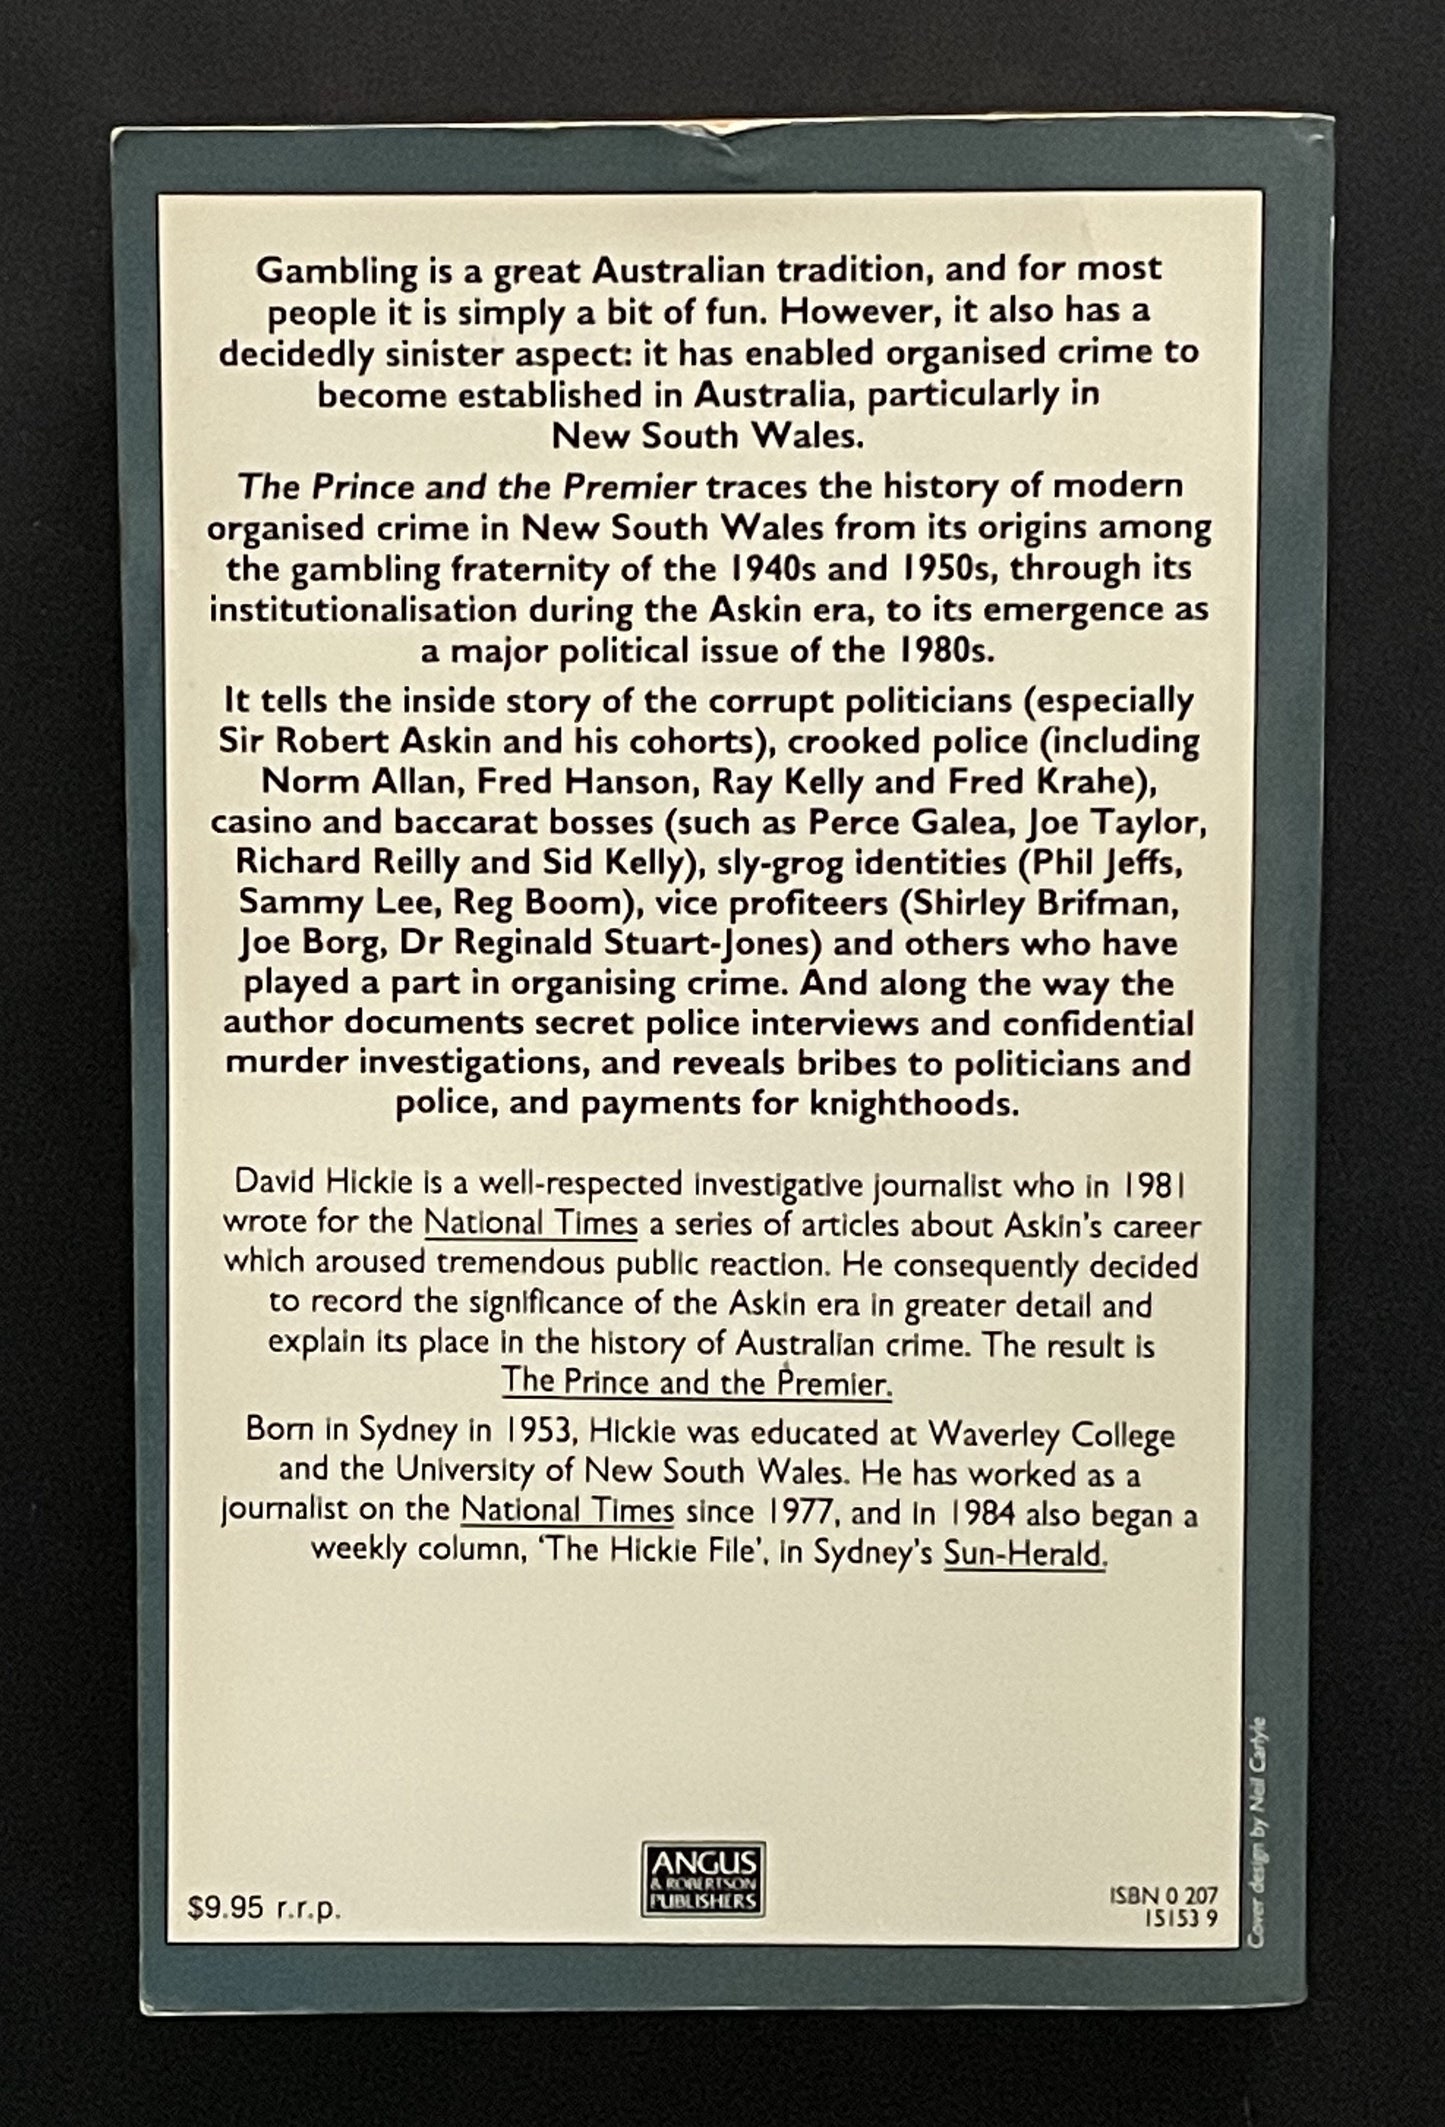 Gambling is a great Australian tradition, and for most
people it is simply a bit of fun. However, it also has a
decidedly sinister aspect: it has enabled organised crime to
become established in Australia, particularly in
New South Wales.
The Prince and the Premier traces the history of modern
organised crime in New South Wales from its origins among
the gambling fraternity of the 1940s and 1950s, through its
institutionalisation during the Askin era, to its emergence as
a major political issue of the 1980s.
It tells the inside story of the corrupt politicians (especially
Sir Robert Askin and his cohorts), crooked police (including
Norm Allan, Fred Hanson, Ray Kelly and Fred Krahe),
casino and baccarat bosses (such as Perce Galea, Joe Taylor,
Richard Reilly and Sid Kelly), sly-grog identities (Phil Jeffs,
Sammy Lee, Reg Boom), vice profiteers (Shirley Brifman,
Joe Borg, Dr Reginald Stuart-Jones) and others who have
played a part in organising crime. And along the way the
author documents secret police interviews and confidential
murder investigations, and reveals bribes to politicians and
police, and payments for knighthoods.
David Hickie is a well-respected investigative journalist who in 1981
wrote for the National Times a series of articles about Askin's career
which aroused tremendous public reaction. He consequently decided
to record the significance of the Askin era in greater detail and
explain its place in the history of Australian crime. The result is
The Prince and the Premier.
Born in Sydney in 1953, Hickie was educated at Waverley College
and the University of New South Wales. He has worked as a
journalist on the National Times since 1977, and in 1984 also began a
weekly column, ‘The Hickie File’, in Sydney's Sun-Herald.
$9.95 r.r.p.
ANGUS
& ROBERTSON
PUBLISHERS
ISBN 0 207
15153 9
Cover design by Neil Carlyle